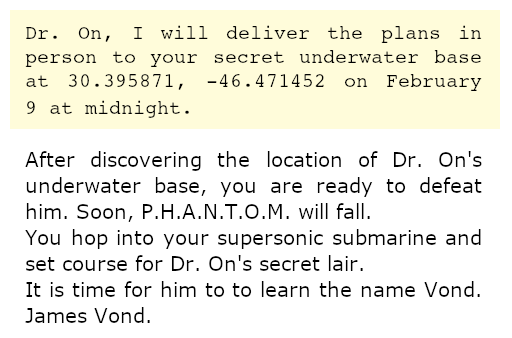 Dr. On, I will deliver the plans in
person to your secret underwater base
at 30.395871, -46.471452 on February
9 at midnight.
After discovering the location of Dr. On's
underwater base, you are ready to defeat
him. Soon, P.H.A.N.T.O.M. will fall.
You hop into your supersonic submarine and
set course for Dr. On's secret lair.
It is time for him to to learn the name Vond.
James Vond.